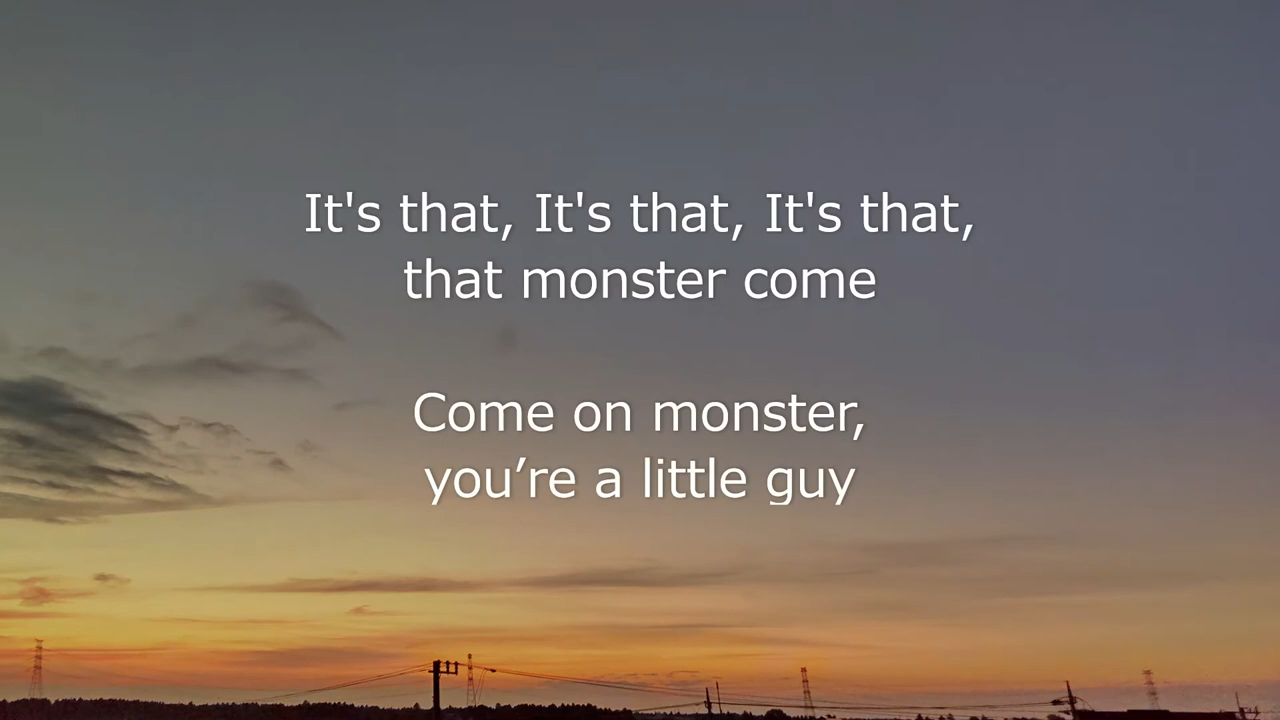 It's that, It's that, It's that,
that monster come
Come on monster,
you’re a little guy